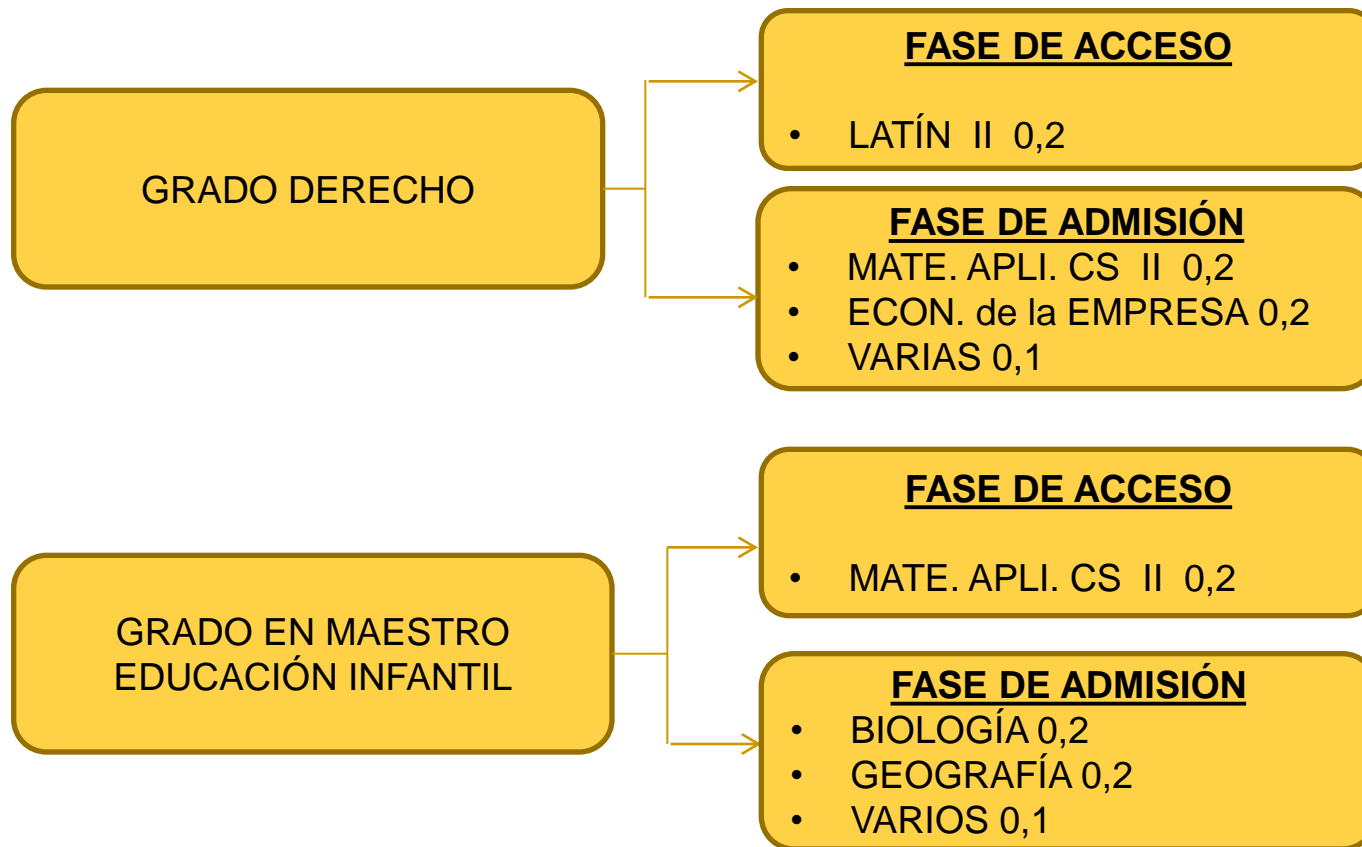 GRADO DERECHO
FASE DE ACCESO
• LATÍN II 0,2
FASE DE ADMISIÓN
• MATE. APLI. CS II 0,2
• ECON. de la EMPRESA 0,2
• VARIAS 0,1
GRADO EN MAESTRO
EDUCACIÓN INFANTIL
FASE DE ACCESO
• MATE. APLI. CS II 0,2
FASE DE ADMISIÓN
• BIOLOGÍA 0,2
• GEOGRAFÍA 0,2
• VARIOS 0,1